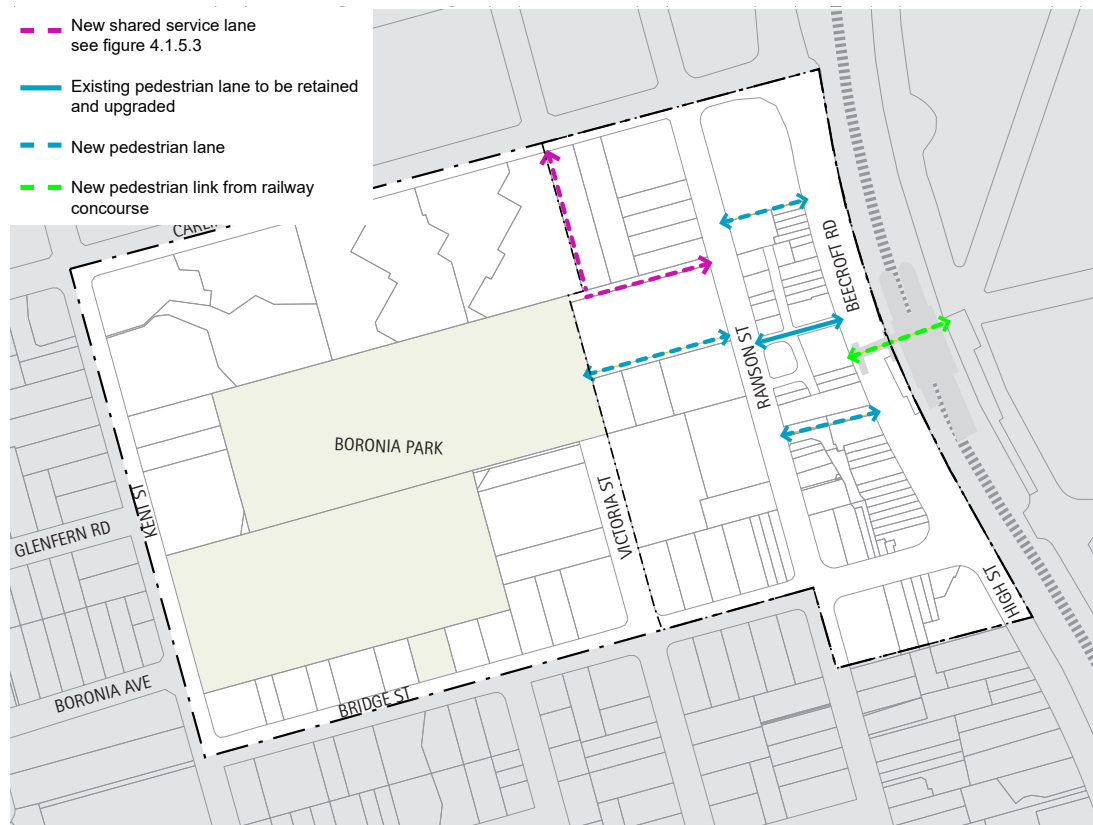 New shared service lane
see figure 4.1.5.3
Existing pedestrian lane to be retained
and upgraded
New pedestrian lane
New pedestrian link from railway
concourse
BEECROFT RD
RAWSON ST
BORONIA PARK
KENT ST
VICTORIA ST
GLENFERN RD
HIGH ST
BORONIA AVE
BRIDGE ST